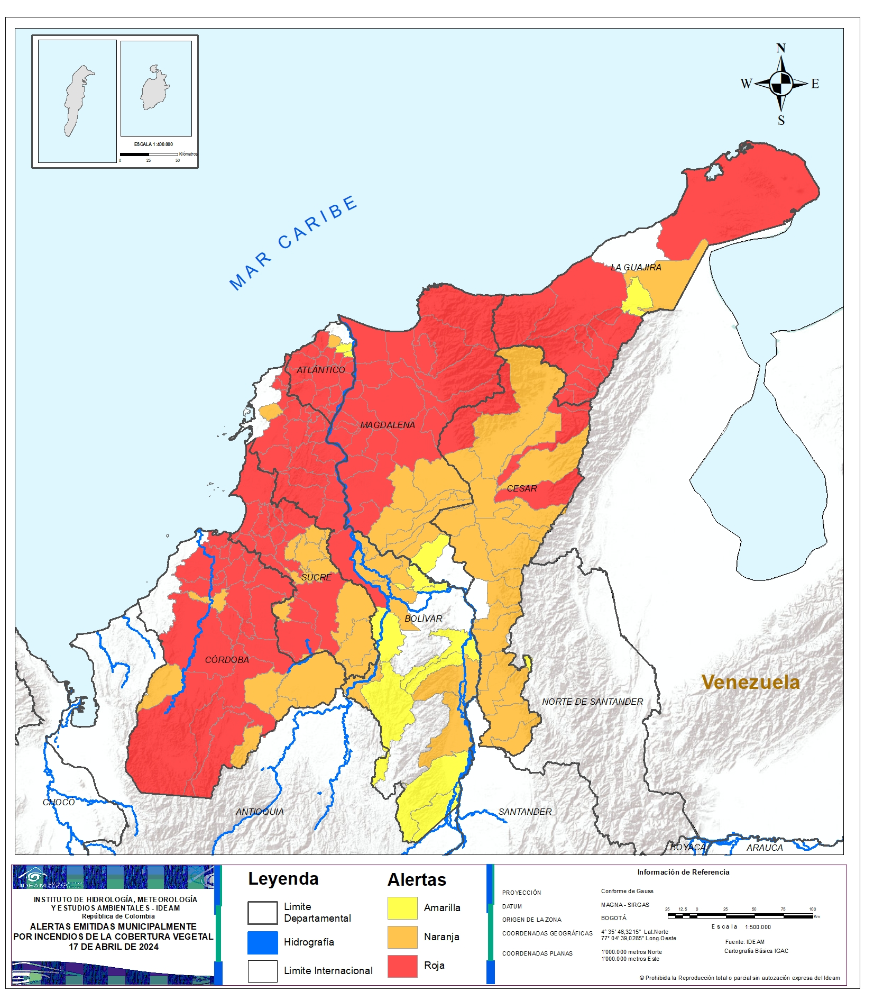 ESCALA 1:400.000
Kilómetros
0 25 50
N
W E
S
MAR CARIBE
LA GUAJIRA
ATLÁNTICO
MAGDALENA
CESAR
SUCRE
BOLÍVAR
CÓRDOBA
Venezuela
NORTE DE SANTANDER
CHOCÓ
ANTIOQUIA
SANTANDER
BOYACÁ
ARAUCA
IDEAM
INSTITUTO DE HIDROLOGÍA, METEOROLOGÍA
Y ESTUDIOS AMBIENTALES - IDEAM
República de Colombia
ALERTAS EMITIDAS MUNICIPALMENTE
POR INCENDIOS DE LA COBERTURA VEGETAL
17 DE ABRIL DE 2024
Leyenda
Limite
Departamental
Hidrografía
Limite Internacional
Alertas
Amarilla
Naranja
Roja
Información de Referencia
PROYECCIÓN Conforme de Gauss
DATUM MAGNA - SIRGAS
ORIGEN DE LA ZONA BOGOTÁ
COORDENADAS GEOGRÁFICAS 4° 35' 46,3215" Lat.Norte
77° 04' 39,0285" Long.Oeste
COORDENADAS PLANAS 1'000.000 metros Norte
1'000.000 metros Este
25 12,5 0 25 50 75 100
Km
Escala 1:500.000
Fuente: IDEAM
Cartografía Básica IGAC
© Prohibida la Reproducción total o parcial sin autozación expresa del Ideam